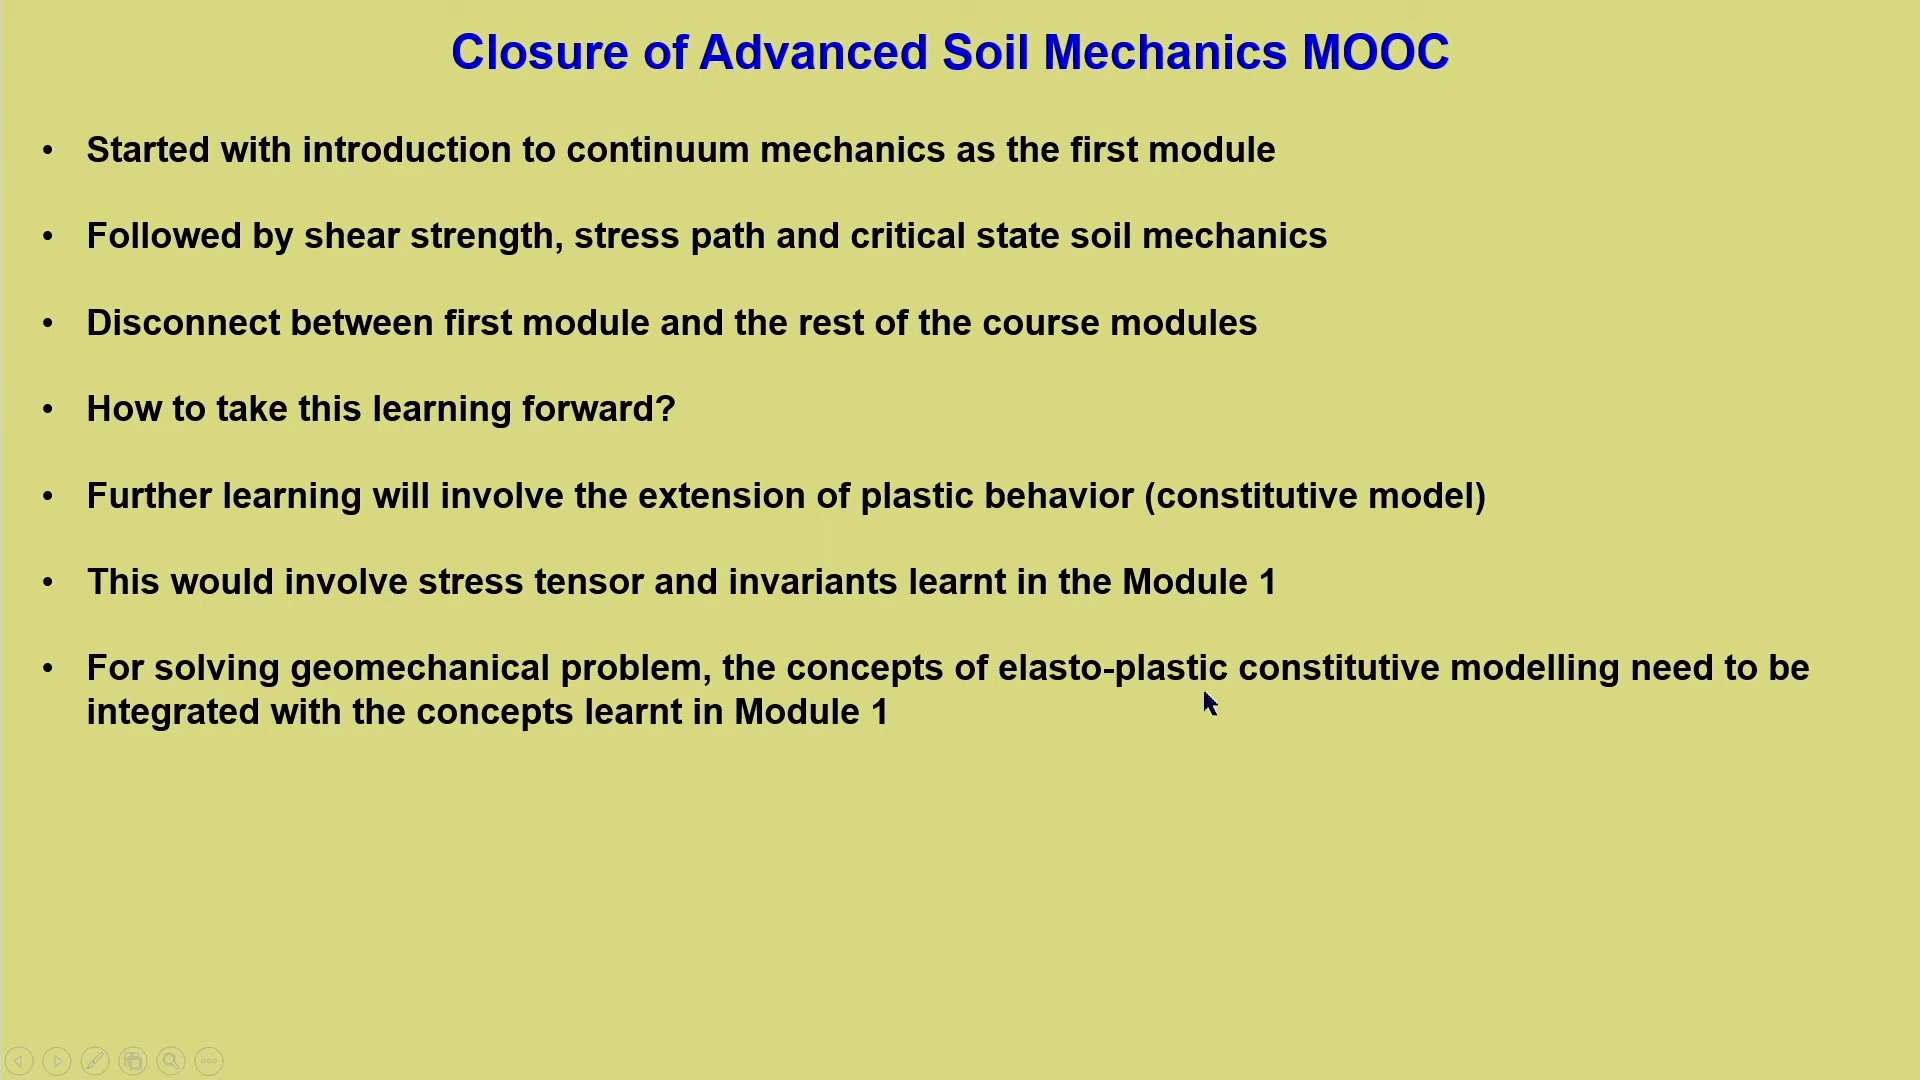 Closure of Advanced Soil Mechanics MOOC
• Started with introduction to continuum mechanics as the first module
• Followed by shear strength, stress path and critical state soil mechanics
• Disconnect between first module and the rest of the course modules
• How to take this learning forward?
• Further learning will involve the extension of plastic behavior (constitutive model)
• This would involve stress tensor and invariants learnt in the Module 1
• For solving geomechanical problem, the concepts of elasto-plastic constitutive modelling need to be
integrated with the concepts learnt in Module 1